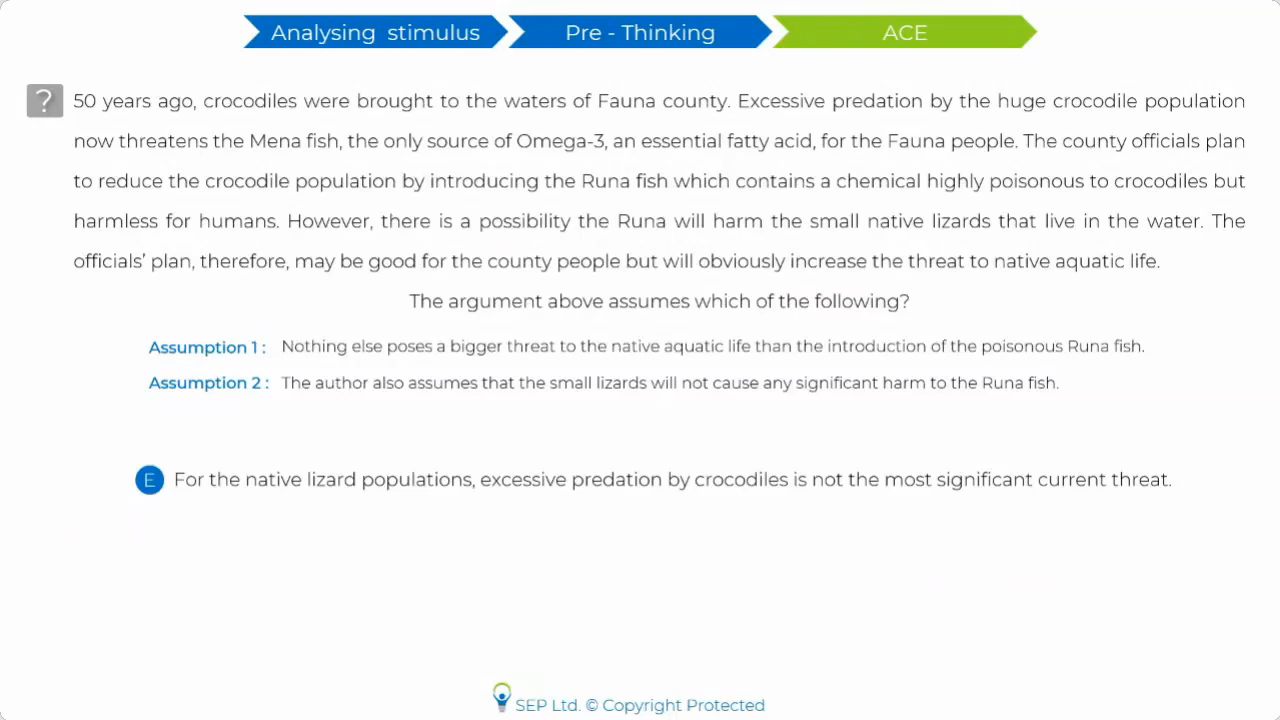 Analysing stimulus
Pre - Thinking
ACE
?
50 years ago, crocodiles were brought to the waters of Fauna county. Excessive predation by the huge crocodile population
now threatens the Mena fish, the only source of Omega-3, an essential fatty acid, for the Fauna people. The county officials plan
to reduce the crocodile population by introducing the Runa fish which contains a chemical highly poisonous to crocodiles but
harmless for humans. However, there is a possibility the Runa will harm the small native lizards that live in the water. The
officials’ plan, therefore, may be good for the county people but will obviously increase the threat to native aquatic life.
The argument above assumes which of the following?
Assumption 1 : Nothing else poses a bigger threat to the native aquatic life than the introduction of the poisonous Runa fish.
Assumption 2 : The author also assumes that the small lizards will not cause any significant harm to the Runa fish.
E For the native lizard populations, excessive predation by crocodiles is not the most significant current threat.
SEP Ltd. © Copyright Protected